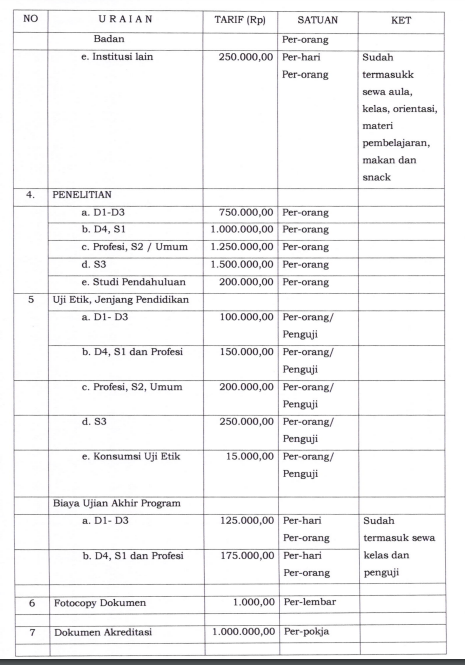 NO U R A I A N TARIF (Rp) SATUAN KET
Badan Per-orang
e. Institusi lain 250.000,00 Per-hari Sudah
Per-orang termasukk
sewa aula,
kelas, orientasi,
materi
pembelajaran,
makan dan
snack
4. PENELITIAN
a. D1-D3 750.000,00 Per-orang
b. D4, S1 1.000.000,00 Per-orang
c. Profesi, S2 / Umum 1.250.000,00 Per-orang
d. S3 1.500.000,00 Per-orang
e. Studi Pendahuluan 200.000,00 Per-orang
5 Uji Etik, Jenjang Pendidikan
a. D1- D3 100.000,00 Per-orang/
Penguji
b. D4, S1 dan Profesi 150.000,00 Per-orang/
Penguji
c. Profesi, S2, Umum 200.000,00 Per-orang/
Penguji
d. S3 250.000,00 Per-orang/
Penguji
e. Konsumsi Uji Etik 15.000,00 Per-orang/
Penguji
Biaya Ujian Akhir Program
a. D1- D3 125.000,00 Per-hari Sudah
Per-orang termasuk sewa
b. D4, S1 dan Profesi 175.000,00 Per-hari kelas dan
Per-orang penguji
6 Fotocopy Dokumen 1.000,00 Per-lembar
7 Dokumen Akreditasi 1.000.000,00 Per-pokja